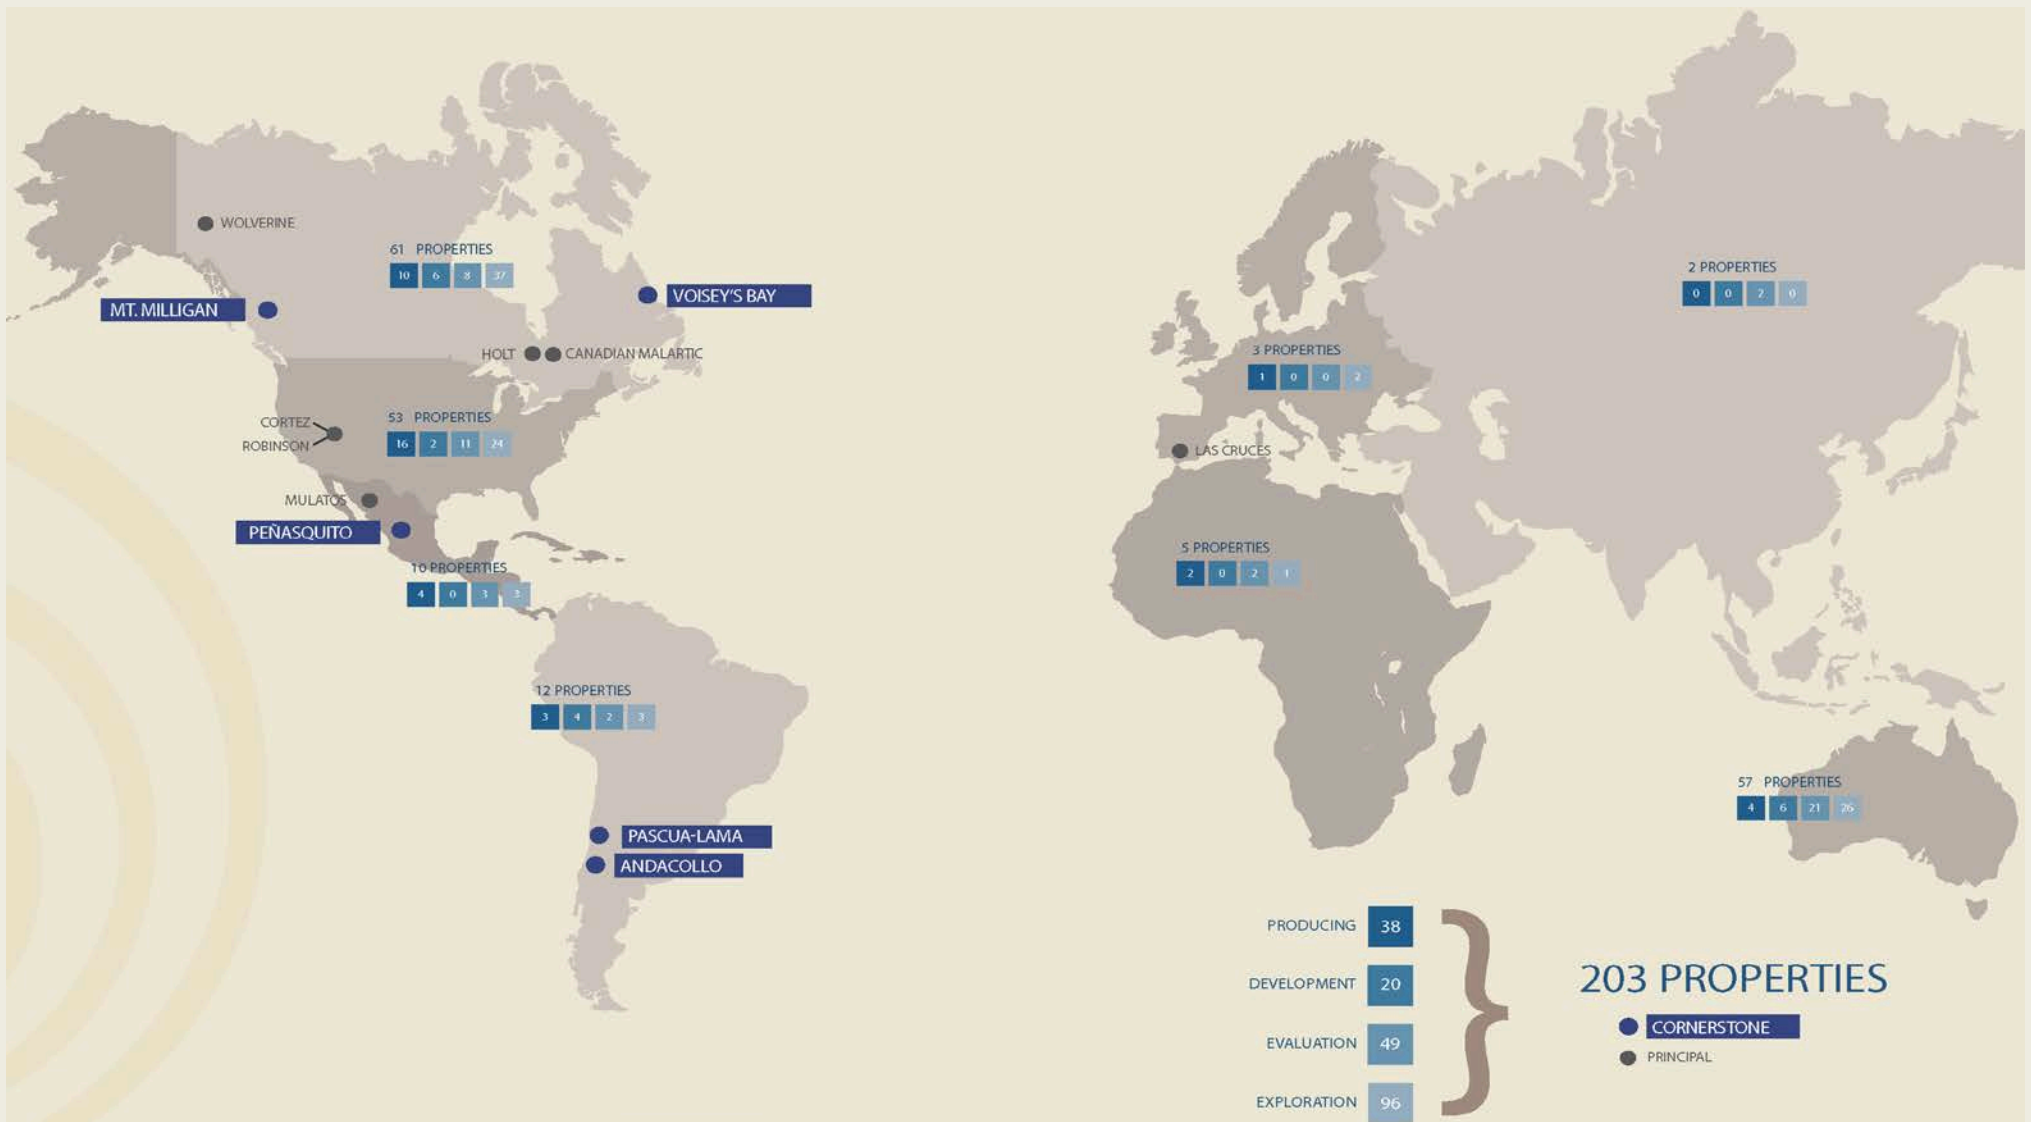 WOLVERINE
61 PROPERTIES
10 6 8 37
MT. MILLIGAN
VOISEY'S BAY
HOLT
CANADIAN MALARTIC
53 PROPERTIES
16 2 11 24
CORTEZ
ROBINSON
MULATOS
PEÑASQUITO
10 PROPERTIES
4 0 3 3
12 PROPERTIES
3 4 2 3
PASCUA-LAMA
ANDACOLLO
2 PROPERTIES
0 0 2 0
3 PROPERTIES
1 0 0 2
LAS CRUCES
5 PROPERTIES
2 0 2 1
57 PROPERTIES
4 6 21 26
PRODUCING 38
DEVELOPMENT 20
EVALUATION 49
EXPLORATION 96
203 PROPERTIES
CORNERSTONE
PRINCIPAL